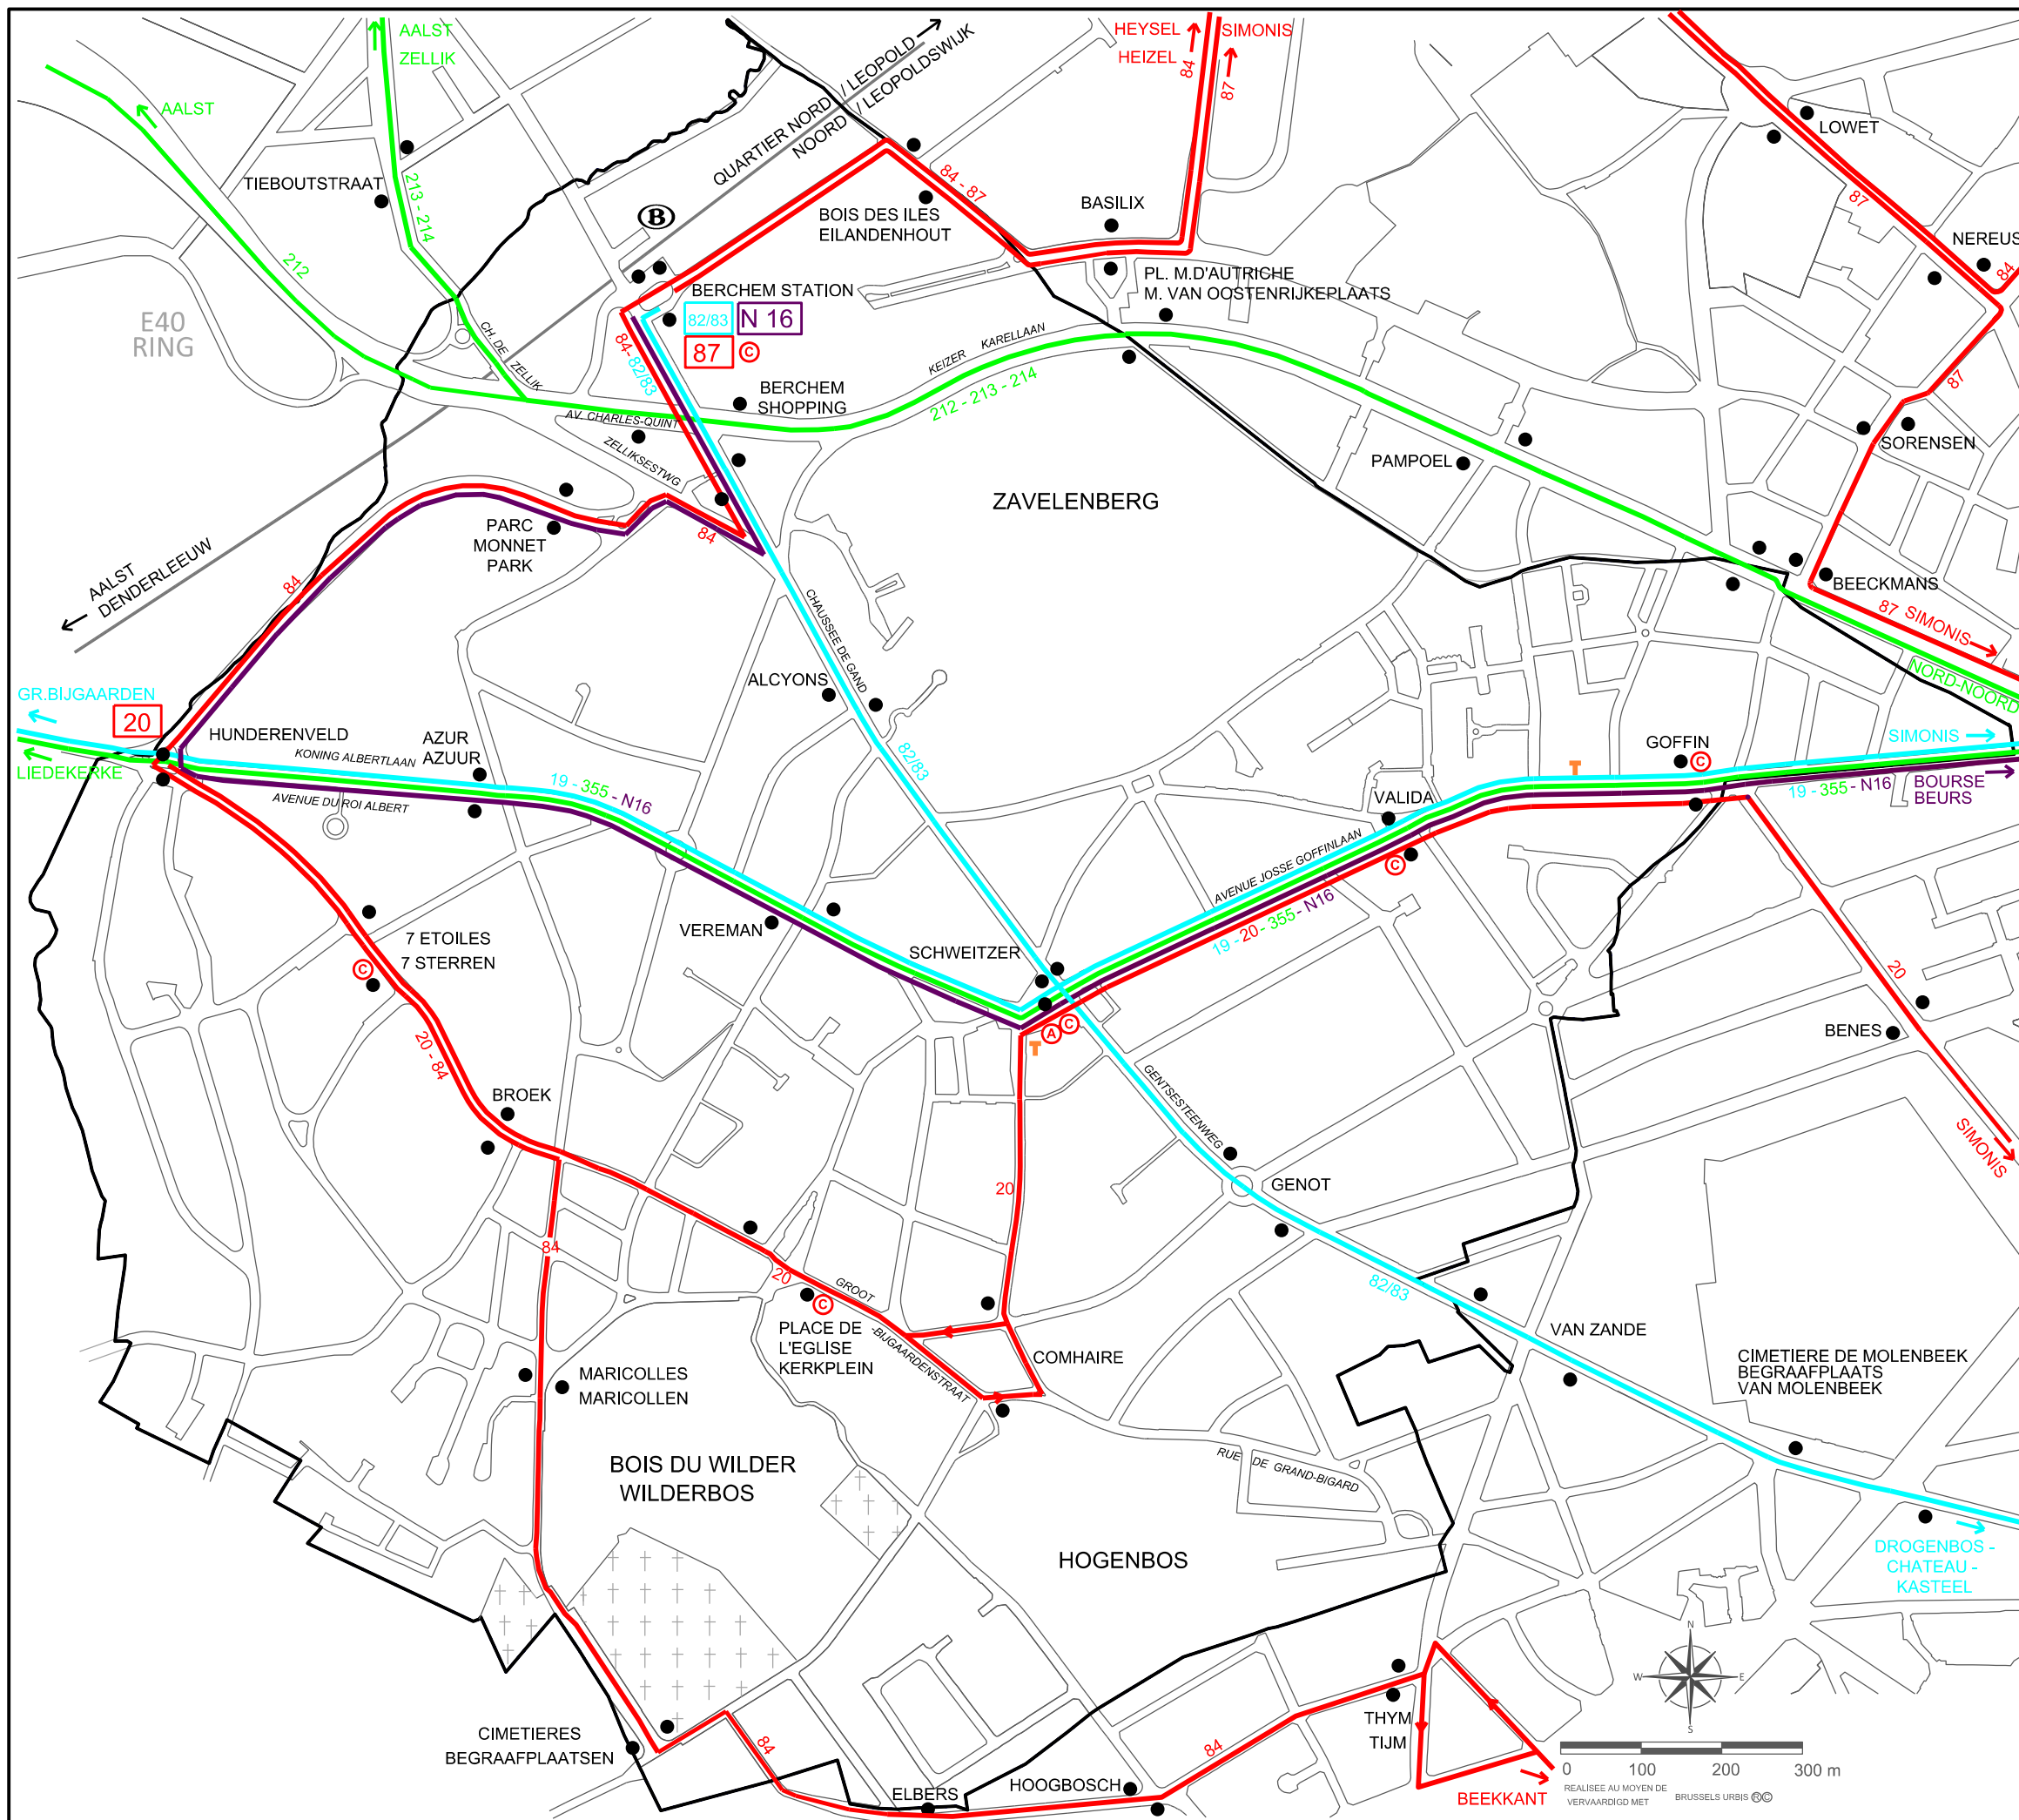 AALST
ZELLIK
AALST
TIEBOUTSTRAAT
213 - 214
212
E40
RING
CH. DE ZELLIK
QUARTIER NORD / LEOPOLD
NOORD / LEOPOLDSWIJK
B
HEYSEL
HEIZEL
84
SIMONIS
87
84 - 87
BOIS DES ILES
EILANDENHOUT
BASILIX
PL. M.D'AUTRICHE
M. VAN OOSTENRIJKEPLAATS
LOWET
87
NEREUS
84
87
SORENSEN
BERCHEM STATION
82/83
N 16
87 C
84-82/83
BERCHEM
SHOPPING
KEIZER KARELLAAN
212 - 213 - 214
AV. CHARLES-QUINT
ZELLIKSESTWG
PAMPOEL
ZAVELENBERG
PARC
MONNET
PARK
84
84
AALST
DENDERLEEUW
BEECKMANS
87 SIMONIS
NORD-NOORD
CHAUSSEE DE GAND
ALCYONS
GR.BIJGAARDEN
20
HUNDERENVELD
LIEDEKERKE
KONING ALBERTLAAN
AZUR
AZUUR
AVENUE DU ROI ALBERT
19 - 355 - N16
82/83
GOFFIN
C
SIMONIS
T
VALIDA
C
19 - 355 - N16
BOURSE
BEURS
AVENUE JOSSE GOFFINLAAN
19 - 20 - 355 - N16
VEREMAN
SCHWEITZER
7 ETOILES
7 STERREN
C
A C
T
20
BENES
20 - 84
BROEK
GENTSESTEENWEG
GENOT
SIMONIS
20
84
20
GROOT
-BIJGAARDENSTRAAT
C
PLACE DE
L'EGLISE
KERKPLEIN
COMHAIRE
82/83
VAN ZANDE
CIMETIERE DE MOLENBEEK
BEGRAAFPLAATS
VAN MOLENBEEK
MARICOLLES
MARICOLLEN
RUE DE GRAND-BIGARD
BOIS DU WILDER
WILDERBOS
HOGENBOS
DROGENBOS -
CHATEAU -
KASTEEL
N
W E
S
THYM
TIJM
CIMETIERES
BEGRAAFPLAATSEN
84
84
ELBERS
HOOGBOSCH
BEEKKANT
0 100 200 300 m
REALISEE AU MOYEN DE
VERVAARDIGD MET
BRUSSELS URBIS ®©